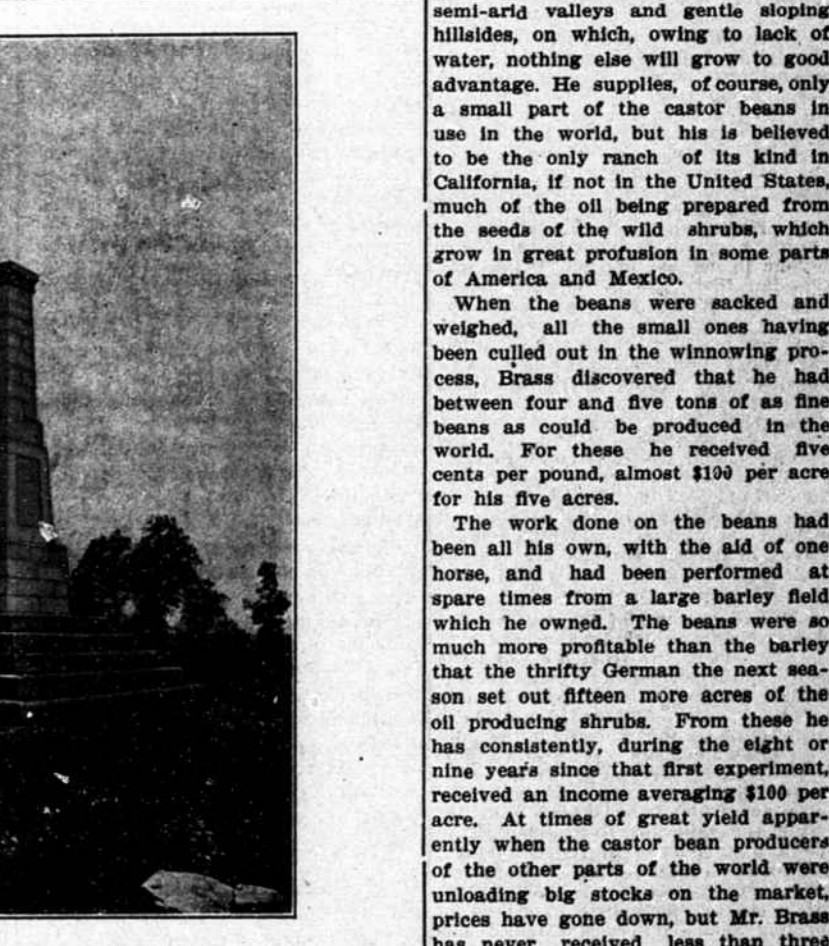 semi-arid valleys and gentle sloping
hillsides, on which, owing to lack of
water, nothing else will grow to good
advantage. He supplies, of course, only
a small part of the castor beans in
use in the world, but his is believed
to be the only ranch of its kind in
California, if not in the United States,
much of the oil being prepared from
the seeds of the wild shrubs, which
grow in great profusion in some parts
of America and Mexico.
When the beans were sacked and
weighed, all the small ones having
been culled out in the winnowing pro-
cess, Brass discovered that he had
between four and five tons of as fine
beans as could be produced in the
world. For these he received five
cents per pound, almost $100 per acre
for his five acres.
The work done on the beans had
been all his own, with the aid of one
horse, and had been performed at
spare times from a large barley field
which he owned. The beans were so
much more profitable than the barley
that the thrifty German the next sea-
son set out fifteen more acres of the
oil producing shrubs. From these he
has consistently, during the eight or
nine years since that first experiment,
received an income averaging $100 per
acre. At times of great yield appar-
ently when the castor bean producers
of the other parts of the world were
unloading big stocks on the market,
prices have gone down, but Mr. Brass
has never received less than three